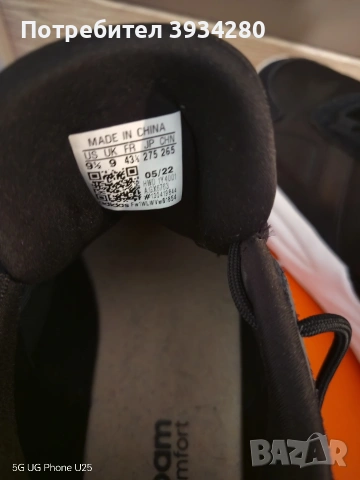 Потребител 3934280
MADE IN CHINA
US UK FR JP CHN
9½ 9 43⅓ 275 265
05/22
adidas
oam
mfort
5G UG Phone U25
BAZAR